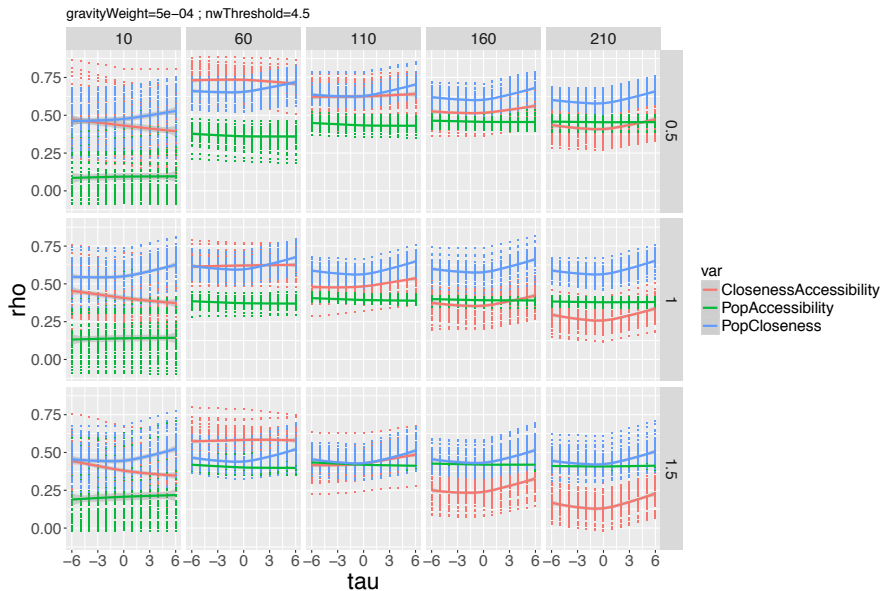 gravityWeight=5e-04 ; nwThreshold=4.5
10 60 110 160 210
0.75
0.50
0.25
0.00
0.5
0.75
0.50
0.25
0.00
1
0.75
0.50
0.25
0.00
1.5
rho
−6 −3 0 3 6 −6 −3 0 3 6 −6 −3 0 3 6 −6 −3 0 3 6 −6 −3 0 3 6
tau
var
ClosenessAccessibility
PopAccessibility
PopCloseness